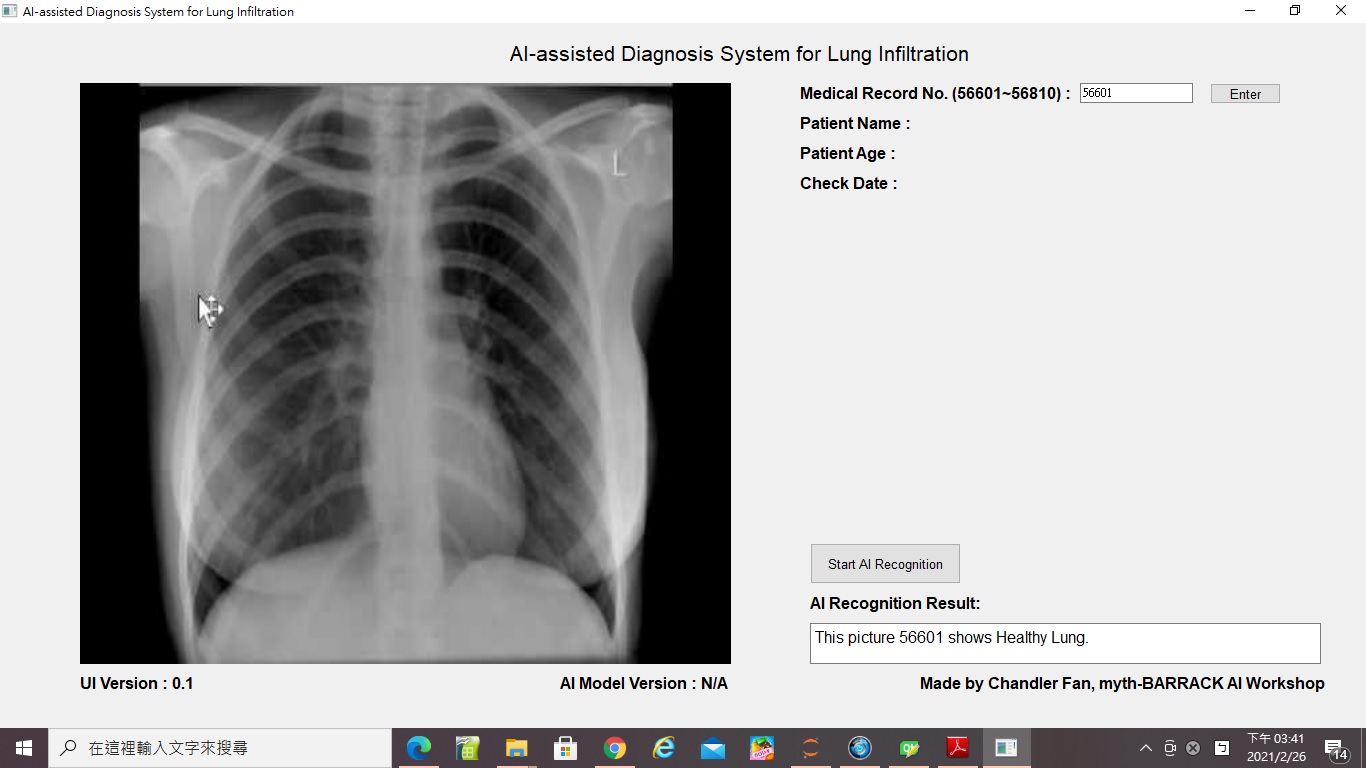 AI-assisted Diagnosis System for Lung Infiltration
AI-assisted Diagnosis System for Lung Infiltration
Medical Record No. (56601~56810) : 56601 Enter
Patient Name :
Patient Age :
Check Date :
L
Start AI Recognition
AI Recognition Result:
This picture 56601 shows Healthy Lung.
UI Version : 0.1
AI Model Version : N/A
Made by Chandler Fan, myth-BARRACK AI Workshop
在這裡輸入文字來搜尋
下午 03:41
2021/2/26
14